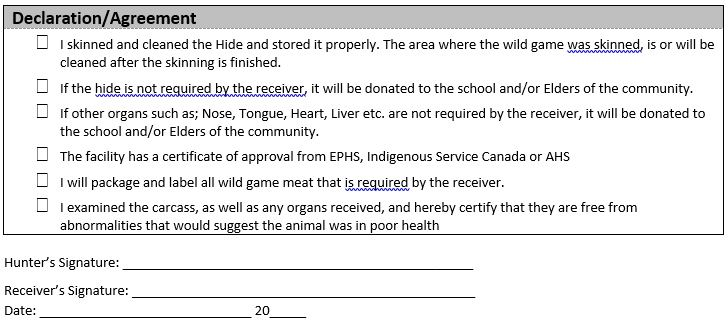 Declaration/Agreement
☐ I skinned and cleaned the Hide and stored it properly. The area where the wild game was skinned, is or will be
cleaned after the skinning is finished.
☐ If the hide is not required by the receiver, it will be donated to the school and/or Elders of the community.
☐ If other organs such as; Nose, Tongue, Heart, Liver etc. are not required by the receiver, it will be donated to
the school and/or Elders of the community.
☐ The facility has a certificate of approval from EPHS, Indigenous Service Canada or AHS
☐ I will package and label all wild game meat that is required by the receiver.
☐ I examined the carcass, as well as any organs received, and hereby certify that they are free from
abnormalities that would suggest the animal was in poor health
Hunter's Signature: ______________________________
Receiver's Signature: ______________________________
Date: ____________________ 20_____